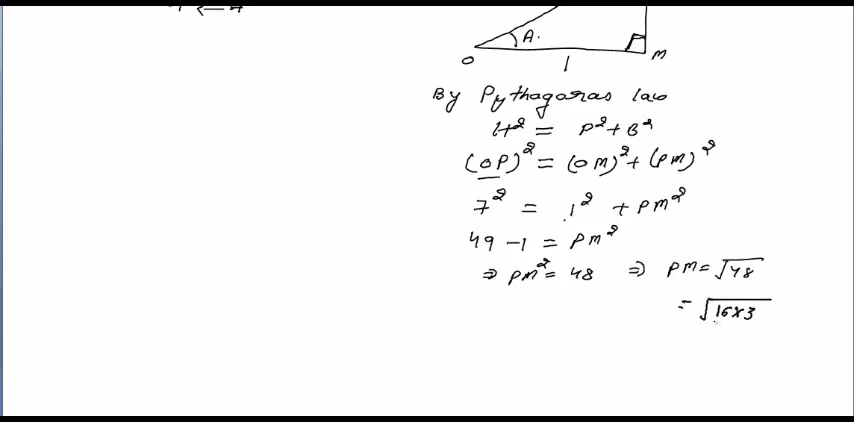 A.
O
M
1
By Pythagoras law
H² = P² + B²
(OP)² = (OM)² + (PM)²
7² = 1² + PM²
49 - 1 = PM²
⇒ PM² = 48 ⇒ PM = √48
= √16×3